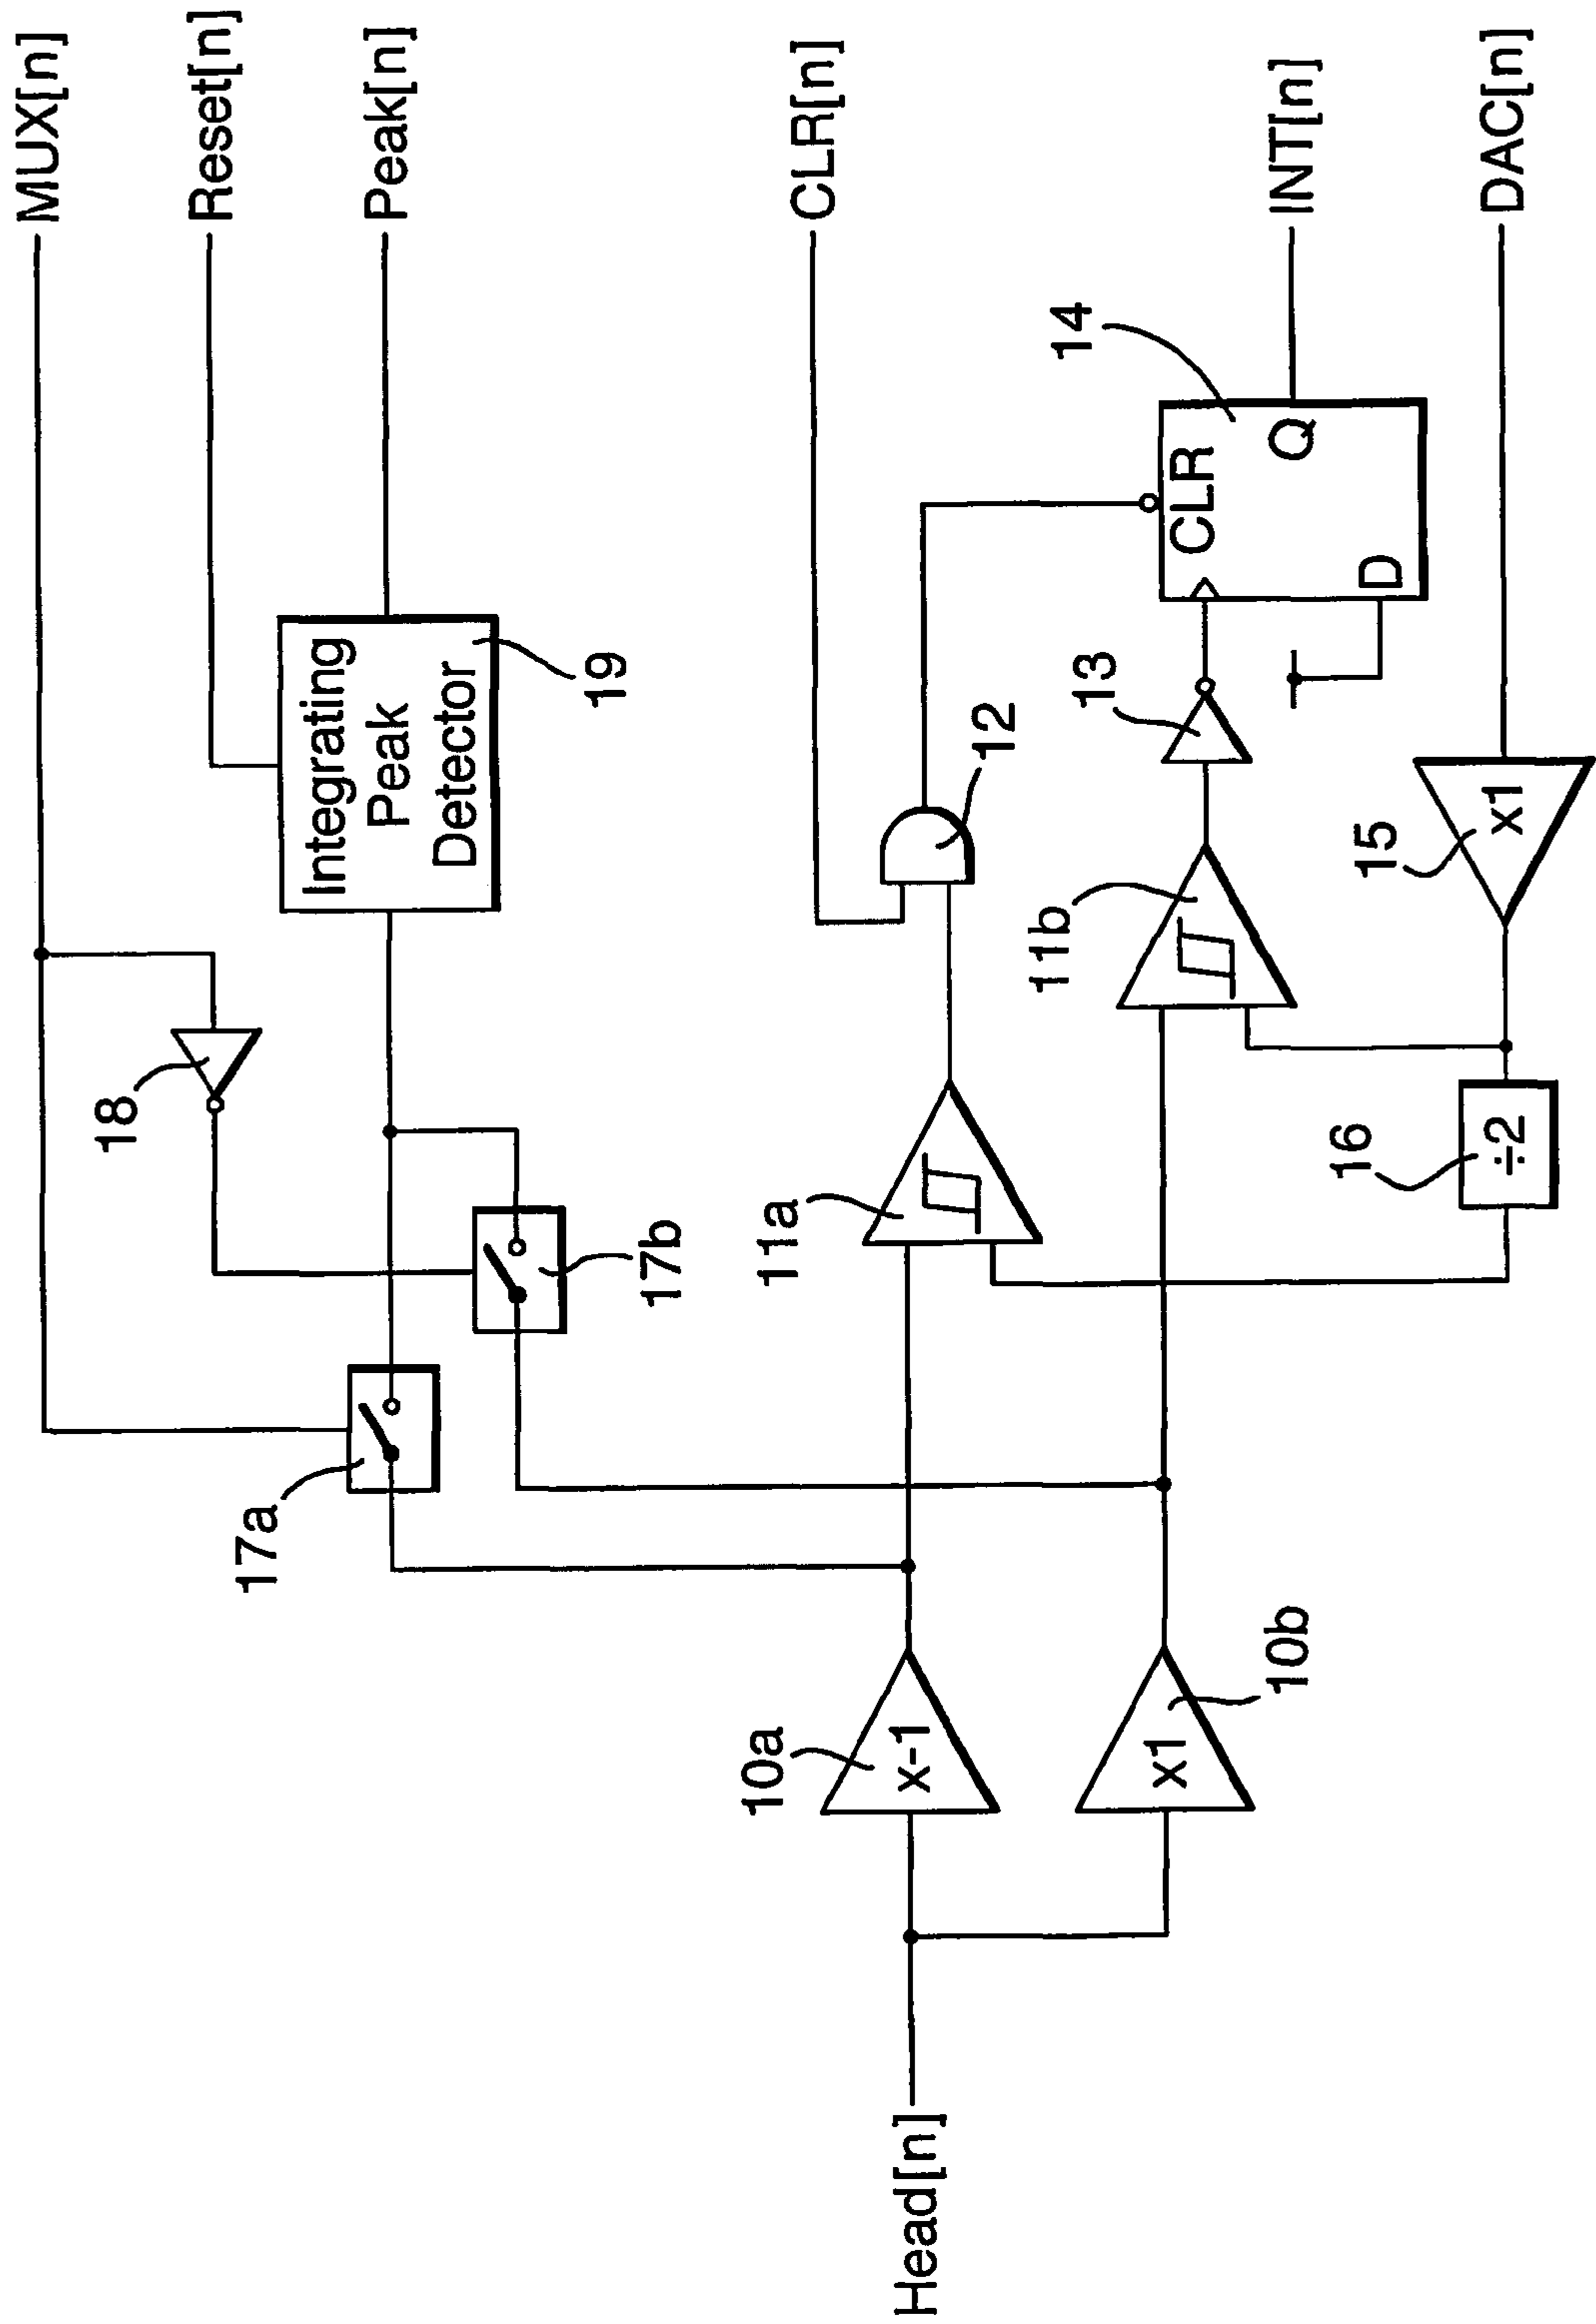 MUX[n]
Reset[n]
Peak[n]
18
Integrating
Peak
Detector
19
17a
17b
CLR[n]
12
11a
10a
x-1
Head[n]
14
CLR
Q
D
INT[n]
13
11b
x1
10b
DAC[n]
15
x1
16
÷2